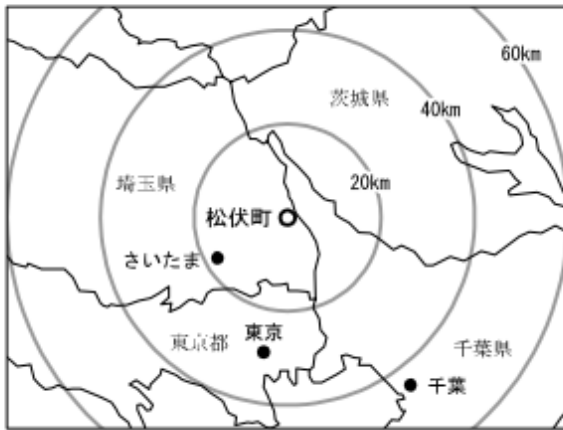 60km
茨城県
40km
埼玉県
20km
松伏町
さいたま
東京都
東京
千葉県
千葉